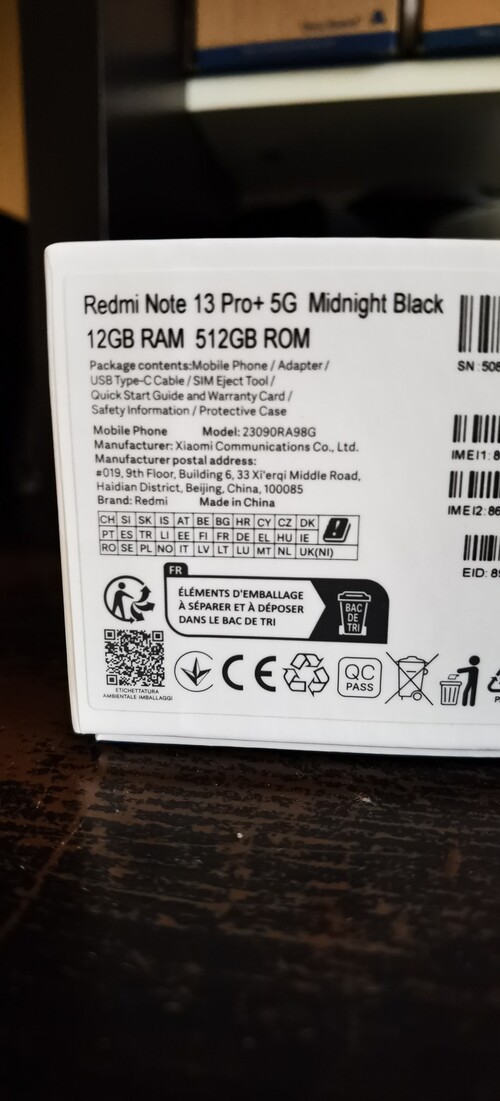 Redmi Note 13 Pro+ 5G Midnight Black
12GB RAM 512GB ROM
Package contents:Mobile Phone / Adapter /
USB Type-C Cable / SIM Eject Tool /
Quick Start Guide and Warranty Card /
Safety Information / Protective Case
Mobile Phone Model: 23090RA98G
Manufacturer: Xiaomi Communications Co., Ltd.
Manufacturer postal address:
#019, 9th Floor, Building 6, 33 Xi'erqi Middle Road,
Haidian District, Beijing, China, 100085
Brand: Redmi Made in China
CH SI SK IS AT BE BG HR CY CZ DK
PT ES TR LI EE FI FR DE EL HU IE
RO SE PL NO IT LV LT LU MT NL UK(NI)
FR
ÉLÉMENTS D'EMBALLAGE
À SÉPARER ET À DÉPOSER
DANS LE BAC DE TRI
BAC
DE
TRI
ETICHETTATURA
AMBIENTALE IMBALLAGGI
CE
QC
PASS
SN: 508
IMEI1: 8
IMEI2: 86
EID: 89